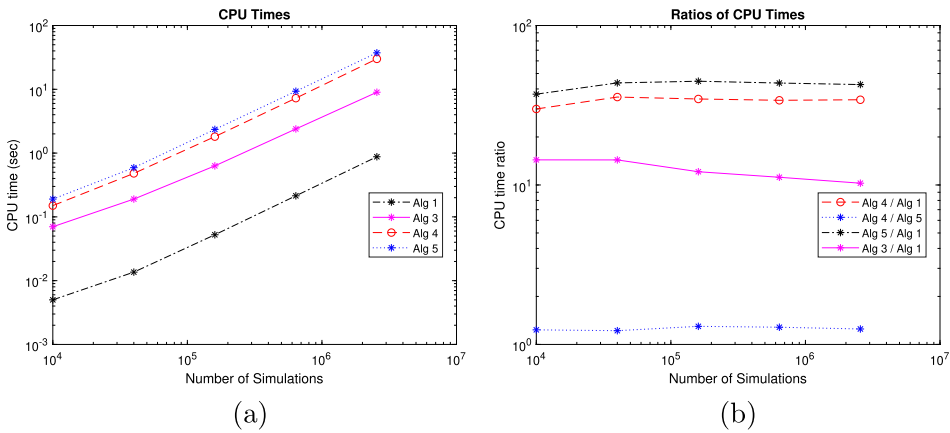 CPU Times
CPU time (sec)
10^2
10^1
10^0
10^-1
10^-2
10^-3
10^4
10^5
10^6
10^7
Number of Simulations
Alg 1
Alg 3
Alg 4
Alg 5
(a)
Ratios of CPU Times
CPU time ratio
10^2
10^1
10^0
10^4
10^5
10^6
10^7
Number of Simulations
Alg 4 / Alg 1
Alg 4 / Alg 5
Alg 5 / Alg 1
Alg 3 / Alg 1
(b)